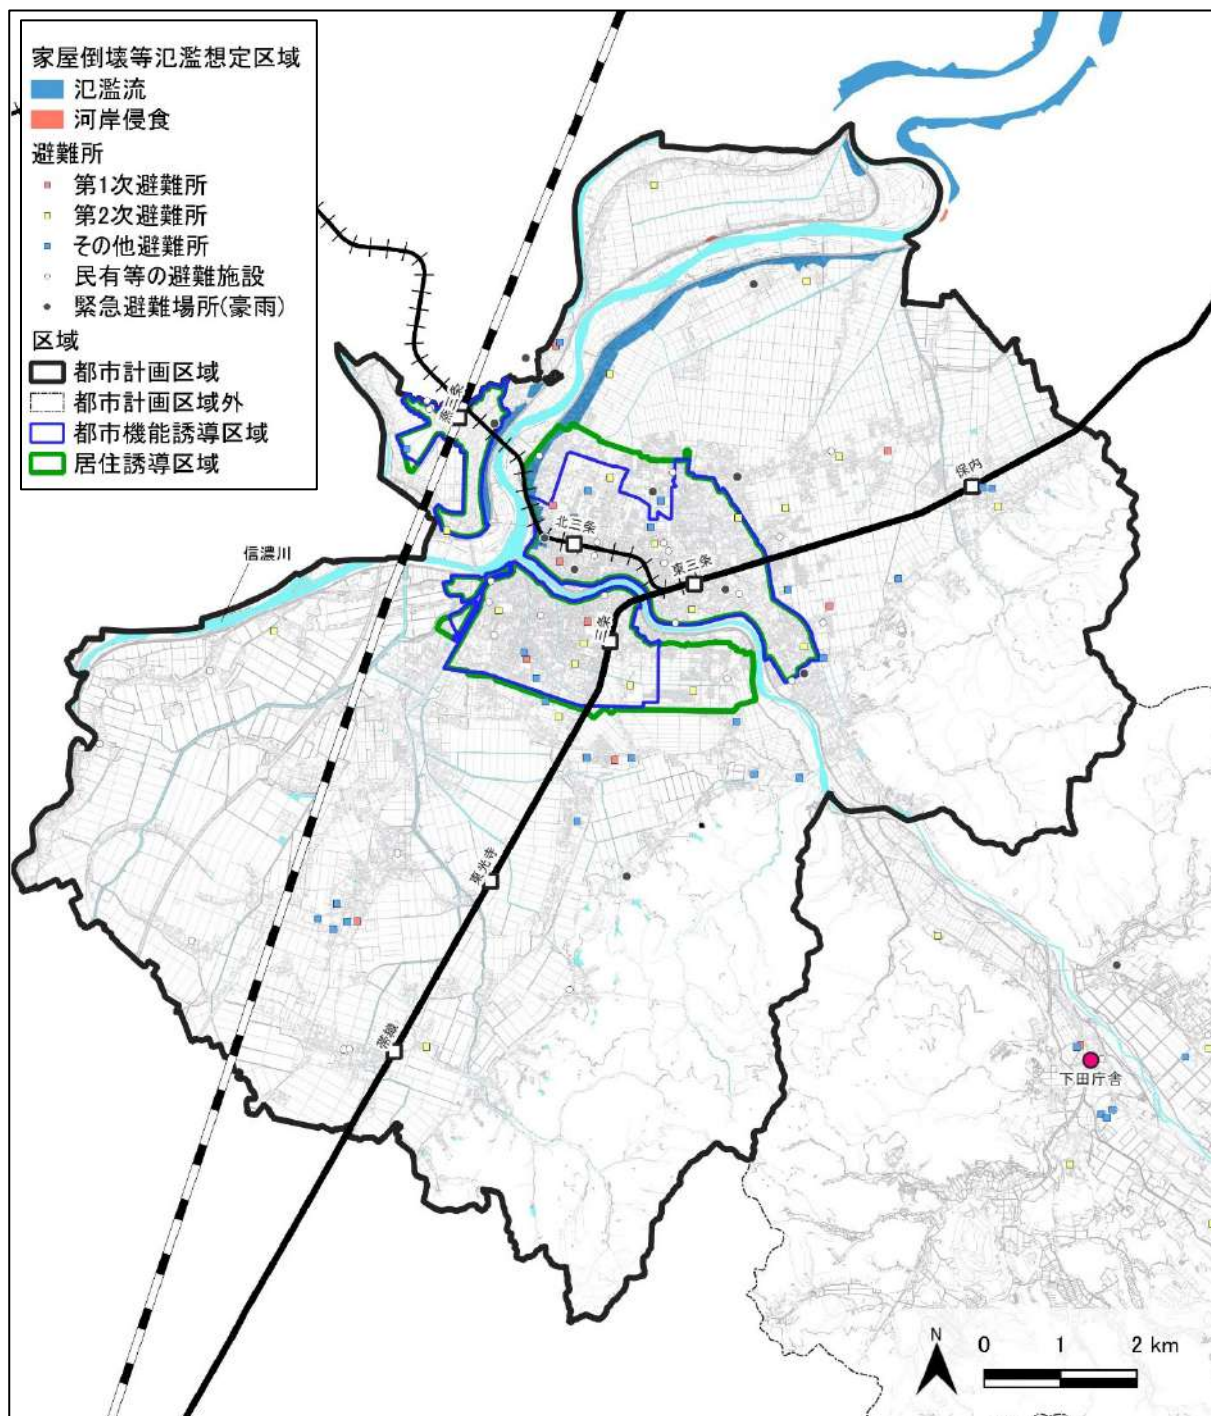 家屋倒壊等氾濫想定区域
氾濫流
河岸侵食
避難所
第1次避難所
第2次避難所
その他避難所
民有等の避難施設
緊急避難場所(豪雨)
区域
都市計画区域
都市計画区域外
都市機能誘導区域
居住誘導区域
燕三条
保内
北三条
信濃川
東三条
三条
東光寺
帯織
下田庁舎
N
0 1 2 km